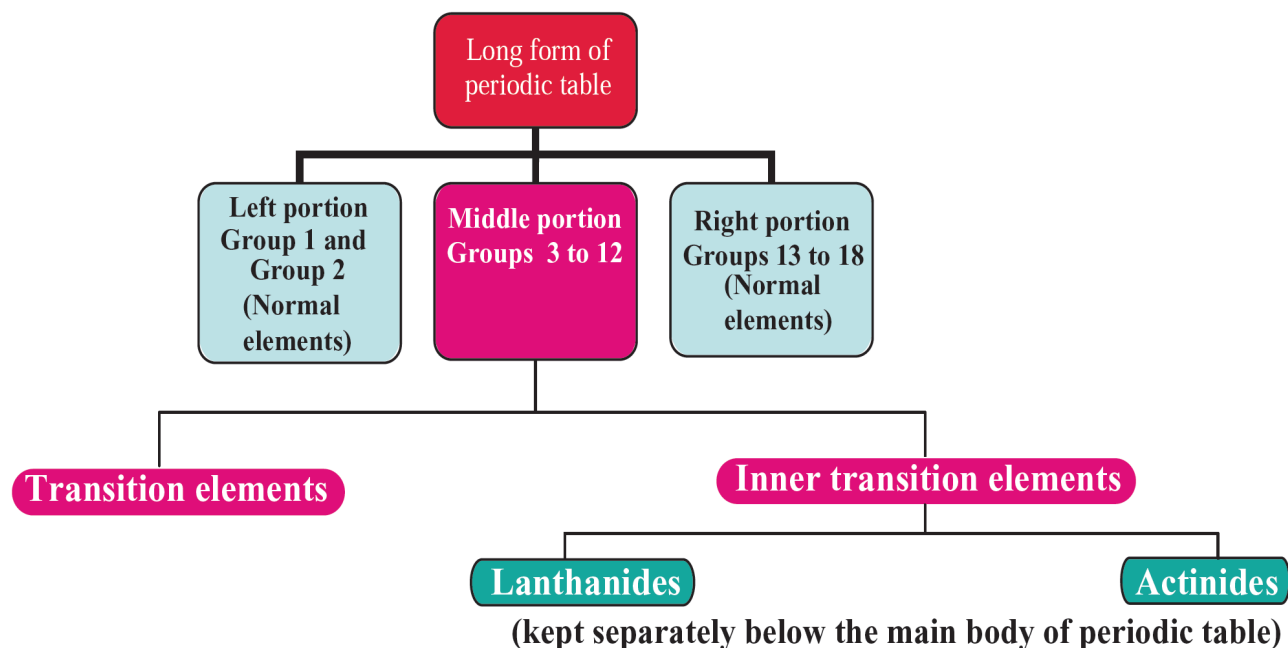 Long form of
periodic table
Left portion
Group 1 and
Group 2
(Normal
elements)
Middle portion
Groups 3 to 12
Right portion
Groups 13 to 18
(Normal
elements)
Transition elements
Inner transition elements
Lanthanides
Actinides
(kept separately below the main body of periodic table)